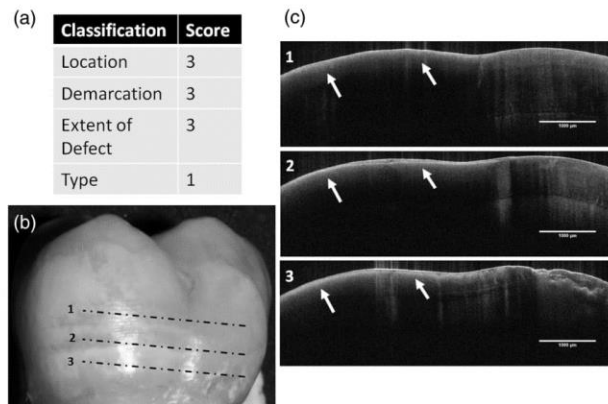 (a)
Classification Score
Location 3
Demarcation 3
Extent of 3
Defect
Type 1
(b)
1
2
3
(c)
1
1000 µm
2
1000 µm
3
1000 µm